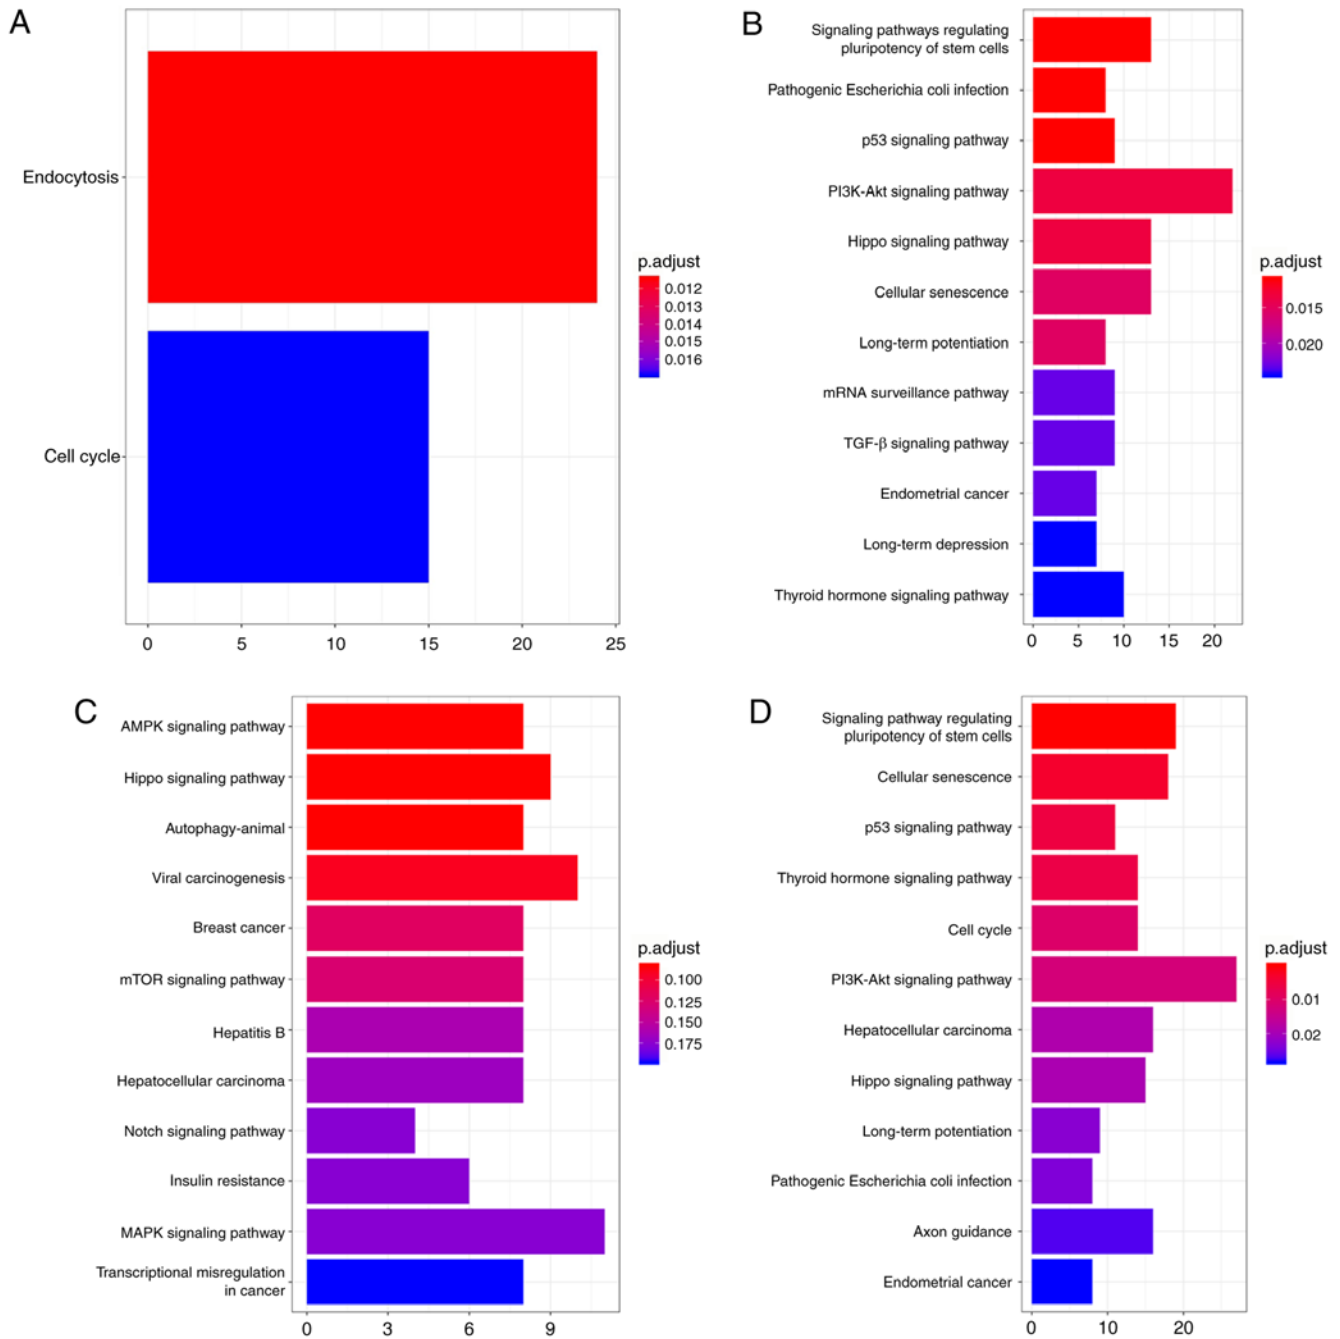 A
Endocytosis
Cell cycle
0 5 10 15 20 25
p.adjust
0.012
0.013
0.014
0.015
0.016
B
Signaling pathways regulating
pluripotency of stem cells
Pathogenic Escherichia coli infection
p53 signaling pathway
PI3K-Akt signaling pathway
Hippo signaling pathway
Cellular senescence
Long-term potentiation
mRNA surveillance pathway
TGF-β signaling pathway
Endometrial cancer
Long-term depression
Thyroid hormone signaling pathway
0 5 10 15 20
p.adjust
0.015
0.020
C
AMPK signaling pathway
Hippo signaling pathway
Autophagy-animal
Viral carcinogenesis
Breast cancer
mTOR signaling pathway
Hepatitis B
Hepatocellular carcinoma
Notch signaling pathway
Insulin resistance
MAPK signaling pathway
Transcriptional misregulation
in cancer
0 3 6 9
p.adjust
0.100
0.125
0.150
0.175
D
Signaling pathway regulating
pluripotency of stem cells
Cellular senescence
p53 signaling pathway
Thyroid hormone signaling pathway
Cell cycle
PI3K-Akt signaling pathway
Hepatocellular carcinoma
Hippo signaling pathway
Long-term potentiation
Pathogenic Escherichia coli infection
Axon guidance
Endometrial cancer
0 10 20
p.adjust
0.01
0.02